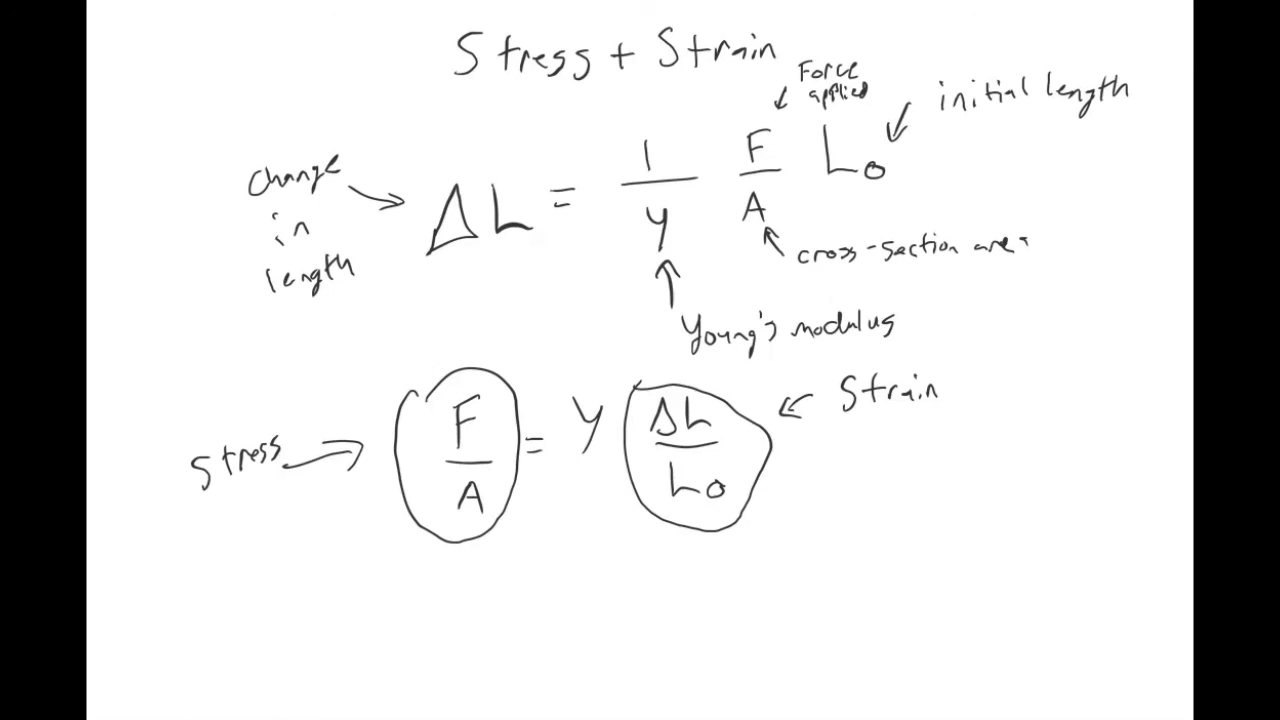 Stress + Strain
Force
applied
initial length
change
in
length
ΔL = 1/Y F/A L₀
cross-section area
Young's modulus
Stress
F/A = Y ΔL/L₀
Strain